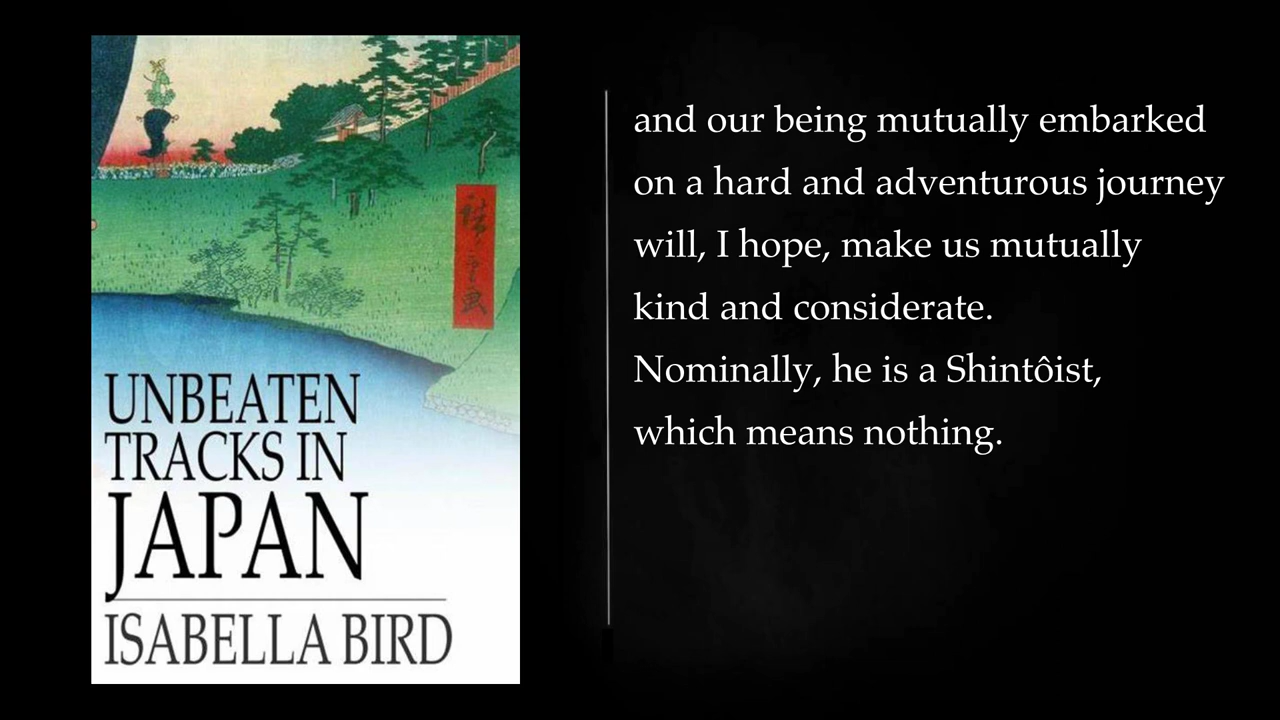 UNBEATEN
TRACKS IN
JAPAN
ISABELLA BIRD
and our being mutually embarked
on a hard and adventurous journey
will, I hope, make us mutually
kind and considerate.
Nominally, he is a Shintôist,
which means nothing.